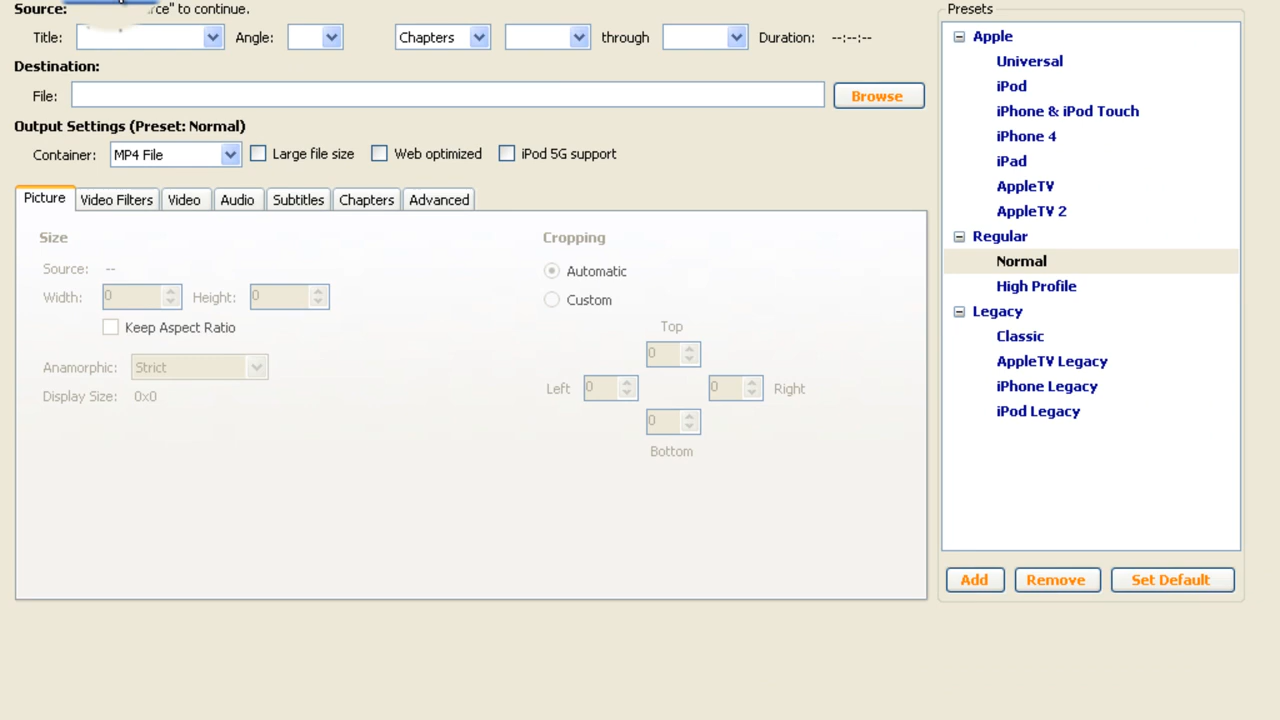 Source: " to continue.
Title: Angle: Chapters through Duration: --:--:--
Destination:
File: Browse
Output Settings (Preset: Normal)
Container: MP4 File Large file size Web optimized iPod 5G support
Picture Video Filters Video Audio Subtitles Chapters Advanced
Size
Source: --
Width: 0 Height: 0
Keep Aspect Ratio
Anamorphic: Strict
Display Size: 0x0
Cropping
Automatic
Custom
Top
0
Left 0 0 Right
0
Bottom
Presets
Apple
Universal
iPod
iPhone & iPod Touch
iPhone 4
iPad
AppleTV
AppleTV 2
Regular
Normal
High Profile
Legacy
Classic
AppleTV Legacy
iPhone Legacy
iPod Legacy
Add Remove Set Default